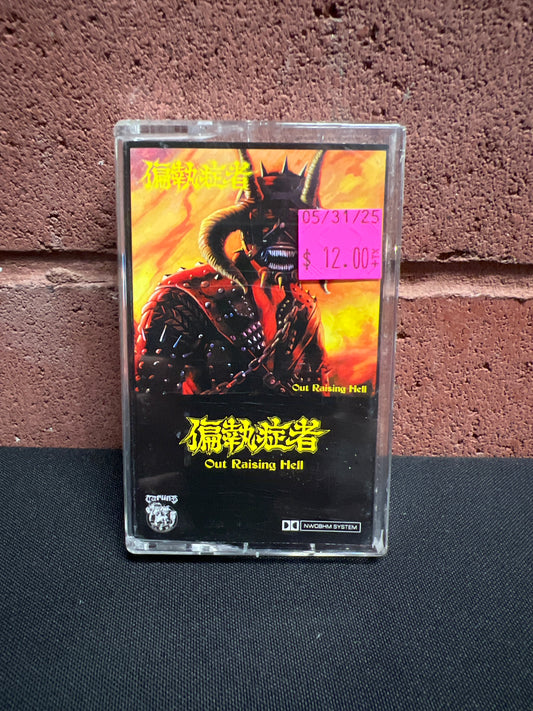 偏執症者
05/31/25
$ 12.00
Out Raising Hell
偏執症者
Out Raising Hell
NWOBHM SYSTEM